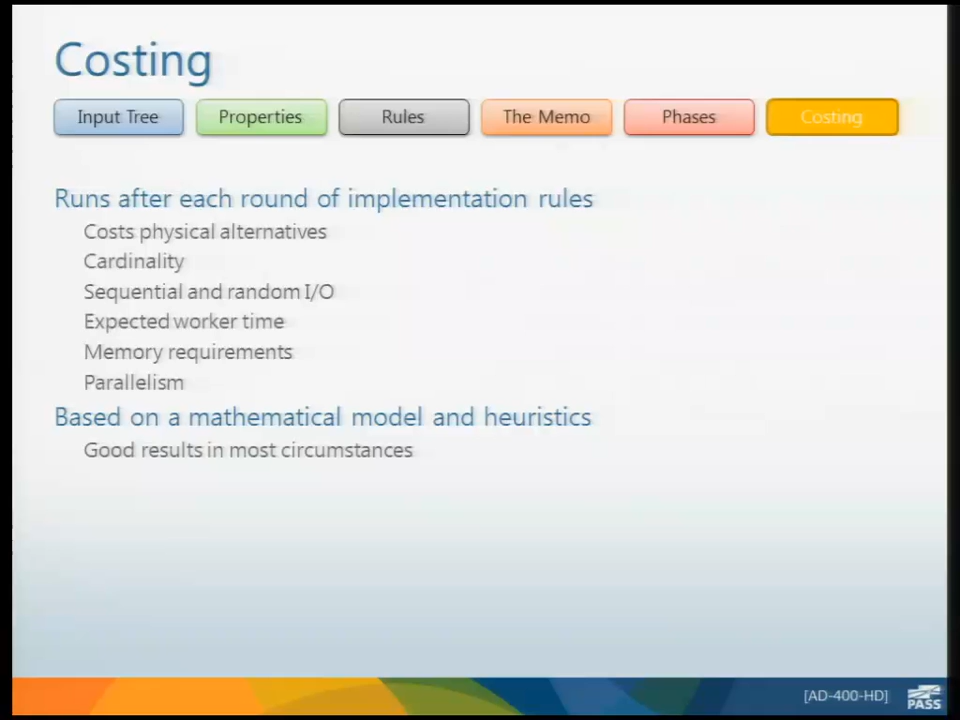 Costing
Input Tree Properties Rules The Memo Phases Costing
Runs after each round of implementation rules
Costs physical alternatives
Cardinality
Sequential and random I/O
Expected worker time
Memory requirements
Parallelism
Based on a mathematical model and heuristics
Good results in most circumstances
[AD-400-HD]
PASS